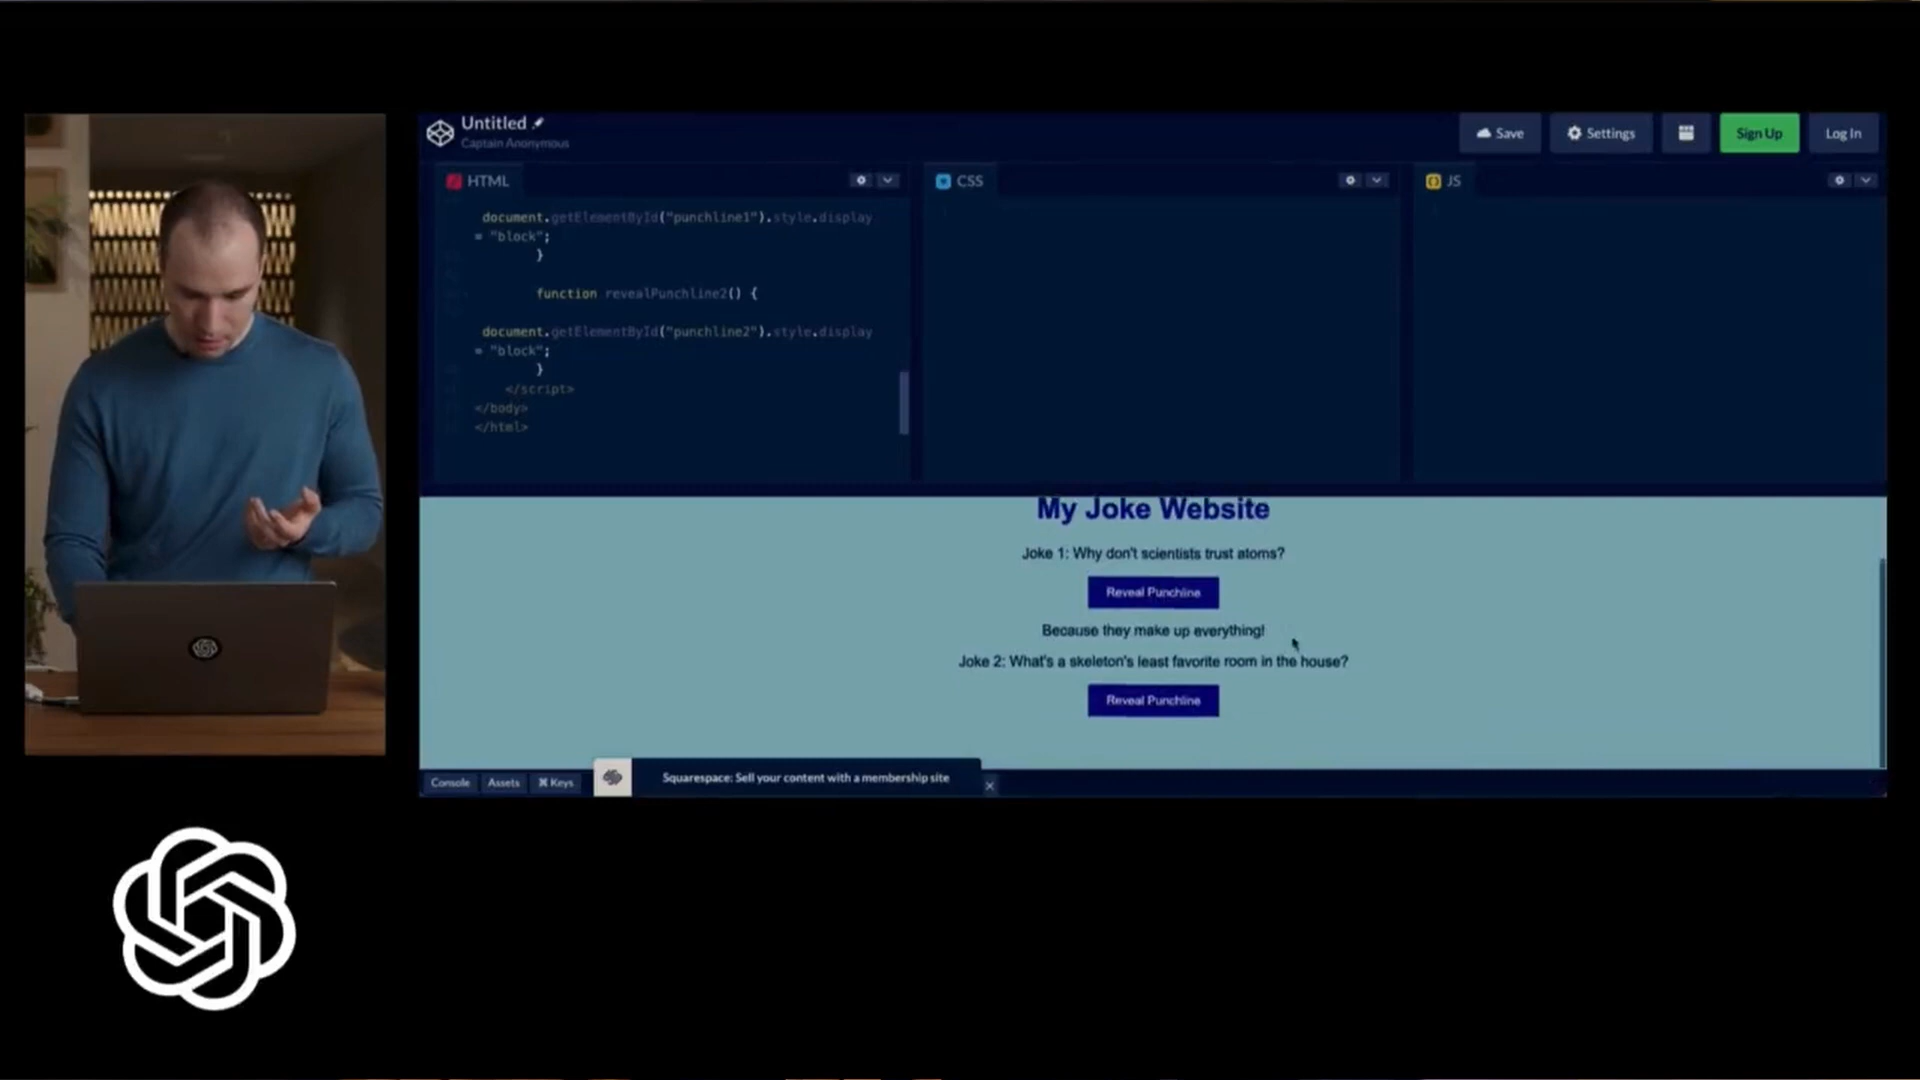 Untitled
Captain Anonymous
Save
Settings
Sign Up
Log In
HTML
CSS
JS
document.getElementById("punchline1").style.display
= "block";
}
function revealPunchline2() {
document.getElementById("punchline2").style.display
= "block";
}
</script>
</body>
</html>
My Joke Website
Joke 1: Why don't scientists trust atoms?
Reveal Punchline
Because they make up everything!
Joke 2: What's a skeleton's least favorite room in the house?
Reveal Punchline
Console
Assets
⌘ Keys
Squarespace: Sell your content with a membership site